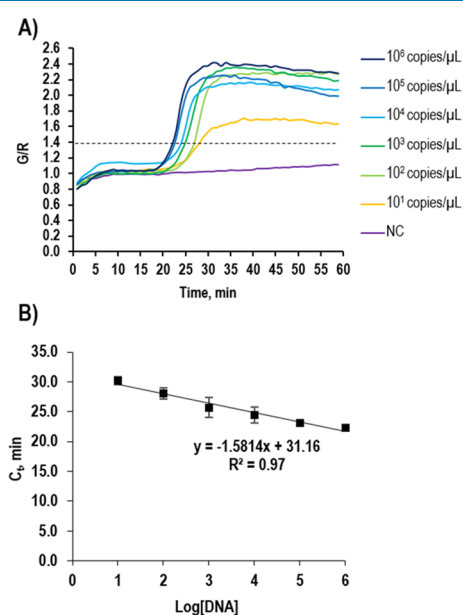 A)
2.6
2.4
2.2
2.0
1.8
1.6
1.4
1.2
1.0
0.8
0.6
0.4
0.2
0.0
G/R
0 5 10 15 20 25 30 35 40 45 50 55 60
Time, min
10⁶ copies/µL
10⁵ copies/µL
10⁴ copies/µL
10³ copies/µL
10² copies/µL
10¹ copies/µL
NC
B)
35.0
30.0
25.0
20.0
15.0
10.0
5.0
0.0
Cₜ, min
y = -1.5814x + 31.16
R² = 0.97
0 1 2 3 4 5 6
Log[DNA]